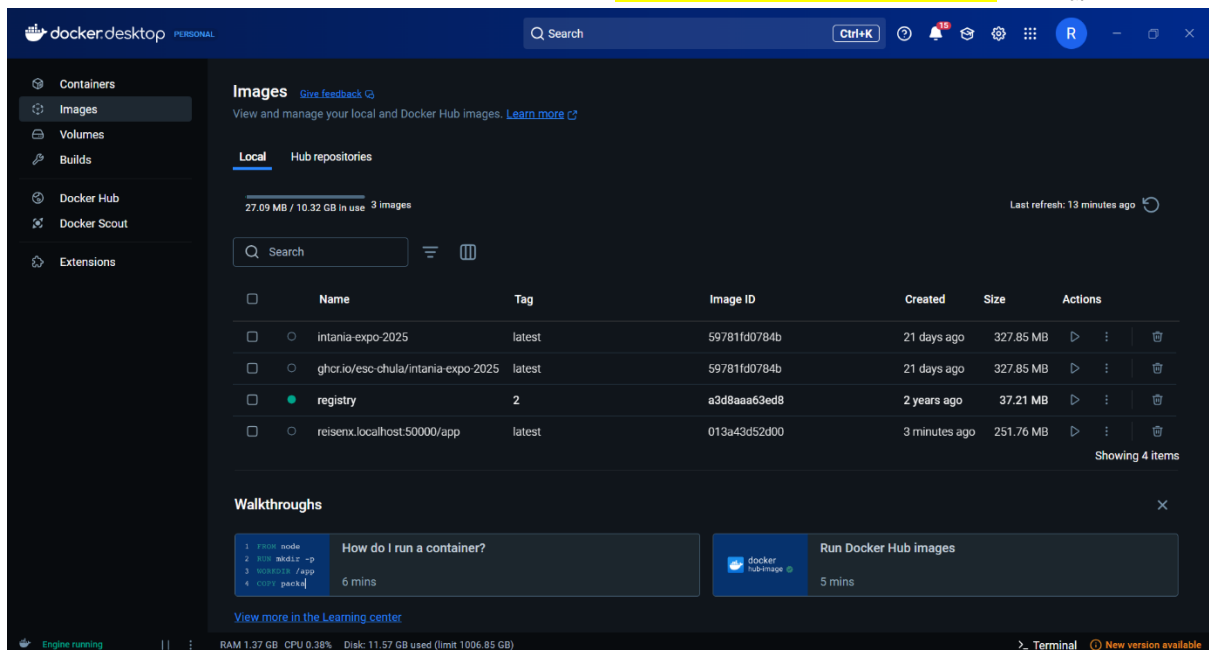 docker.desktop PERSONAL
Search
Ctrl+K
15
R
Containers
Images
Volumes
Builds
Docker Hub
Docker Scout
Extensions
Images Give feedback
View and manage your local and Docker Hub images. Learn more
Local Hub repositories
27.09 MB / 10.32 GB in use 3 images
Last refresh: 13 minutes ago
Search
Name Tag Image ID Created Size Actions
intania-expo-2025 latest 59781fd0784b 21 days ago 327.85 MB
ghcr.io/esc-chula/intania-expo-2025 latest 59781fd0784b 21 days ago 327.85 MB
registry 2 a3d8aaa63ed8 2 years ago 37.21 MB
reisenx.localhost:50000/app latest 013a43d52d00 3 minutes ago 251.76 MB
Showing 4 items
Walkthroughs
1 FROM node
2 RUN mkdir -p
3 WORKDIR /app
4 COPY packa
How do I run a container?
6 mins
docker
hub-image
Run Docker Hub images
5 mins
View more in the Learning center
Engine running
RAM 1.37 GB CPU 0.38% Disk: 11.57 GB used (limit 1006.85 GB)
>_ Terminal
New version available